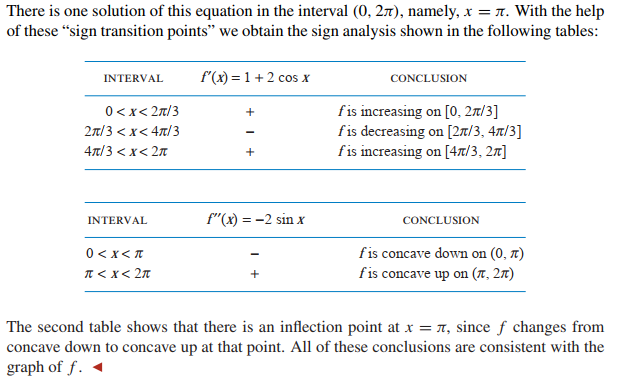 There is one solution of this equation in the interval (0, 2π), namely, x = π. With the help
of these “sign transition points” we obtain the sign analysis shown in the following tables:
INTERVAL f′(x) = 1 + 2 cos x CONCLUSION
0 < x < 2π/3 + f is increasing on [0, 2π/3]
2π/3 < x < 4π/3 − f is decreasing on [2π/3, 4π/3]
4π/3 < x < 2π + f is increasing on [4π/3, 2π]
INTERVAL f″(x) = −2 sin x CONCLUSION
0 < x < π − f is concave down on (0, π)
π < x < 2π + f is concave up on (π, 2π)
The second table shows that there is an inflection point at x = π, since f changes from
concave down to concave up at that point. All of these conclusions are consistent with the
graph of f. ◄